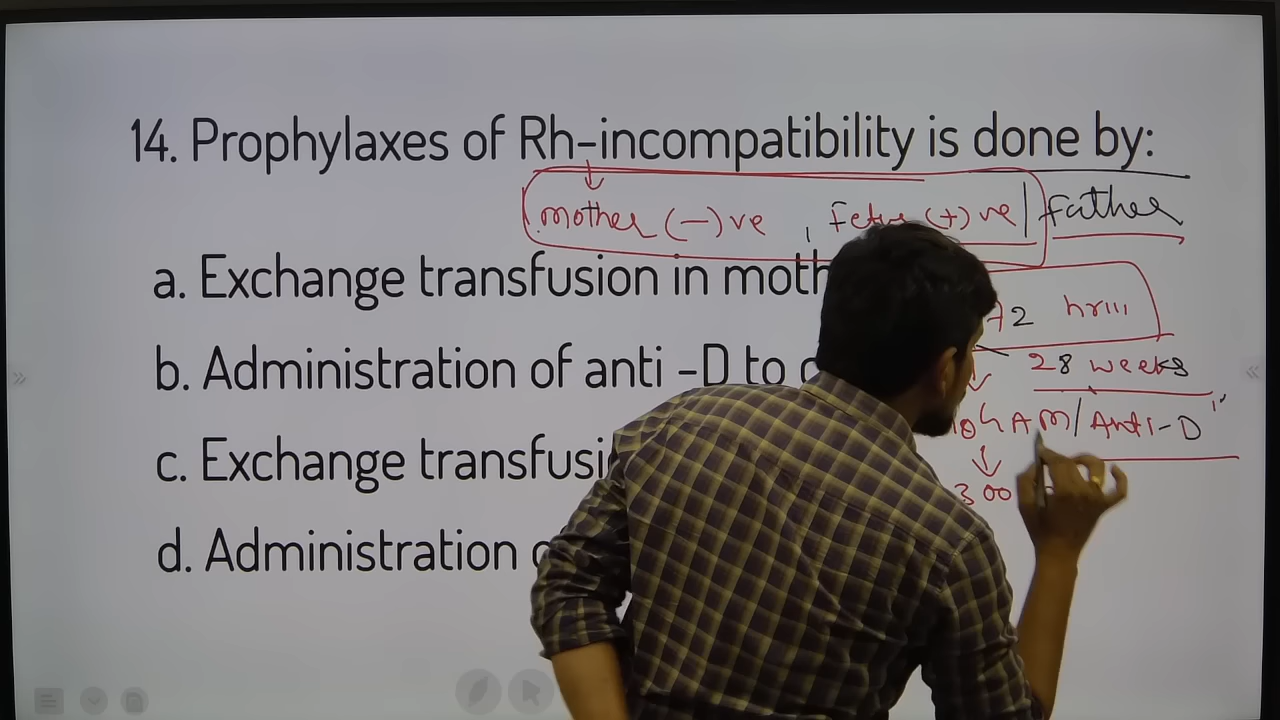 14. Prophylaxes of Rh-incompatibility is done by:
mother (-)ve , Fetus (+)ve | Father
a. Exchange transfusion in moth
72 hr
28 weeks
b. Administration of anti -D to
AM/Anti-D
c. Exchange transfusi
300
d. Administration